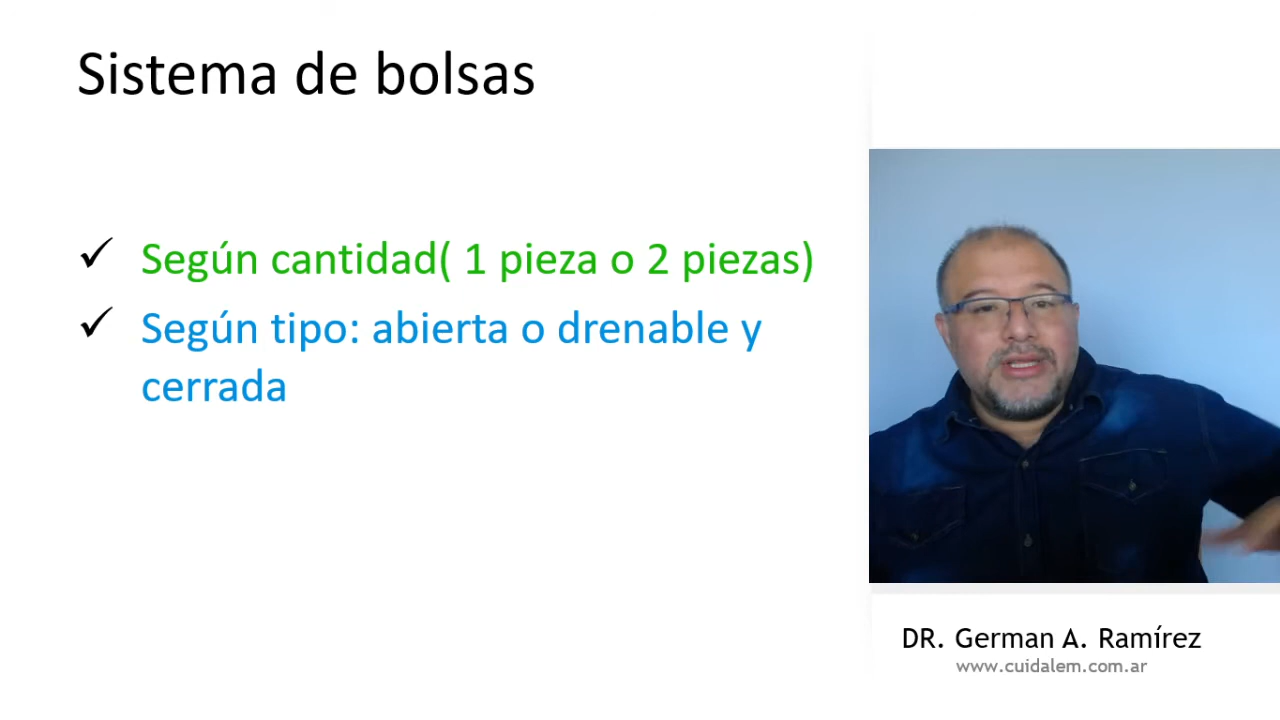 Sistema de bolsas
Según cantidad( 1 pieza o 2 piezas)
Según tipo: abierta o drenable y
cerrada
DR. German A. Ramírez
www.cuidalem.com.ar